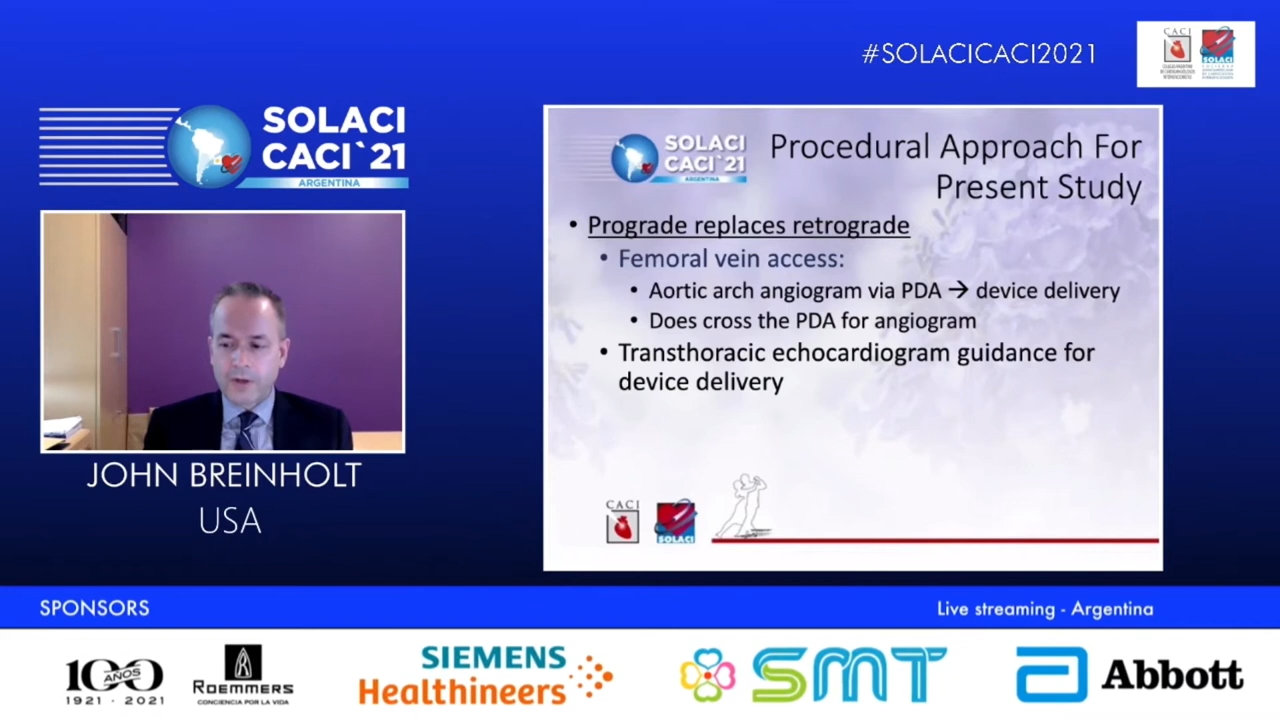 #SOLACICACI2021
CACI
SOLACI
SOLACI
CACI`21
ARGENTINA
JOHN BREINHOLT
USA
SOLACI
CACI`21
ARGENTINA
Procedural Approach For
Present Study
• Prograde replaces retrograde
• Femoral vein access:
• Aortic arch angiogram via PDA → device delivery
• Does cross the PDA for angiogram
• Transthoracic echocardiogram guidance for
device delivery
CACI
SOLACI
SPONSORS
Live streaming - Argentina
100
AÑOS
1921 · 2021
ROEMMERS
CONCIENCIA POR LA VIDA
SIEMENS
Healthineers
SMT
Abbott